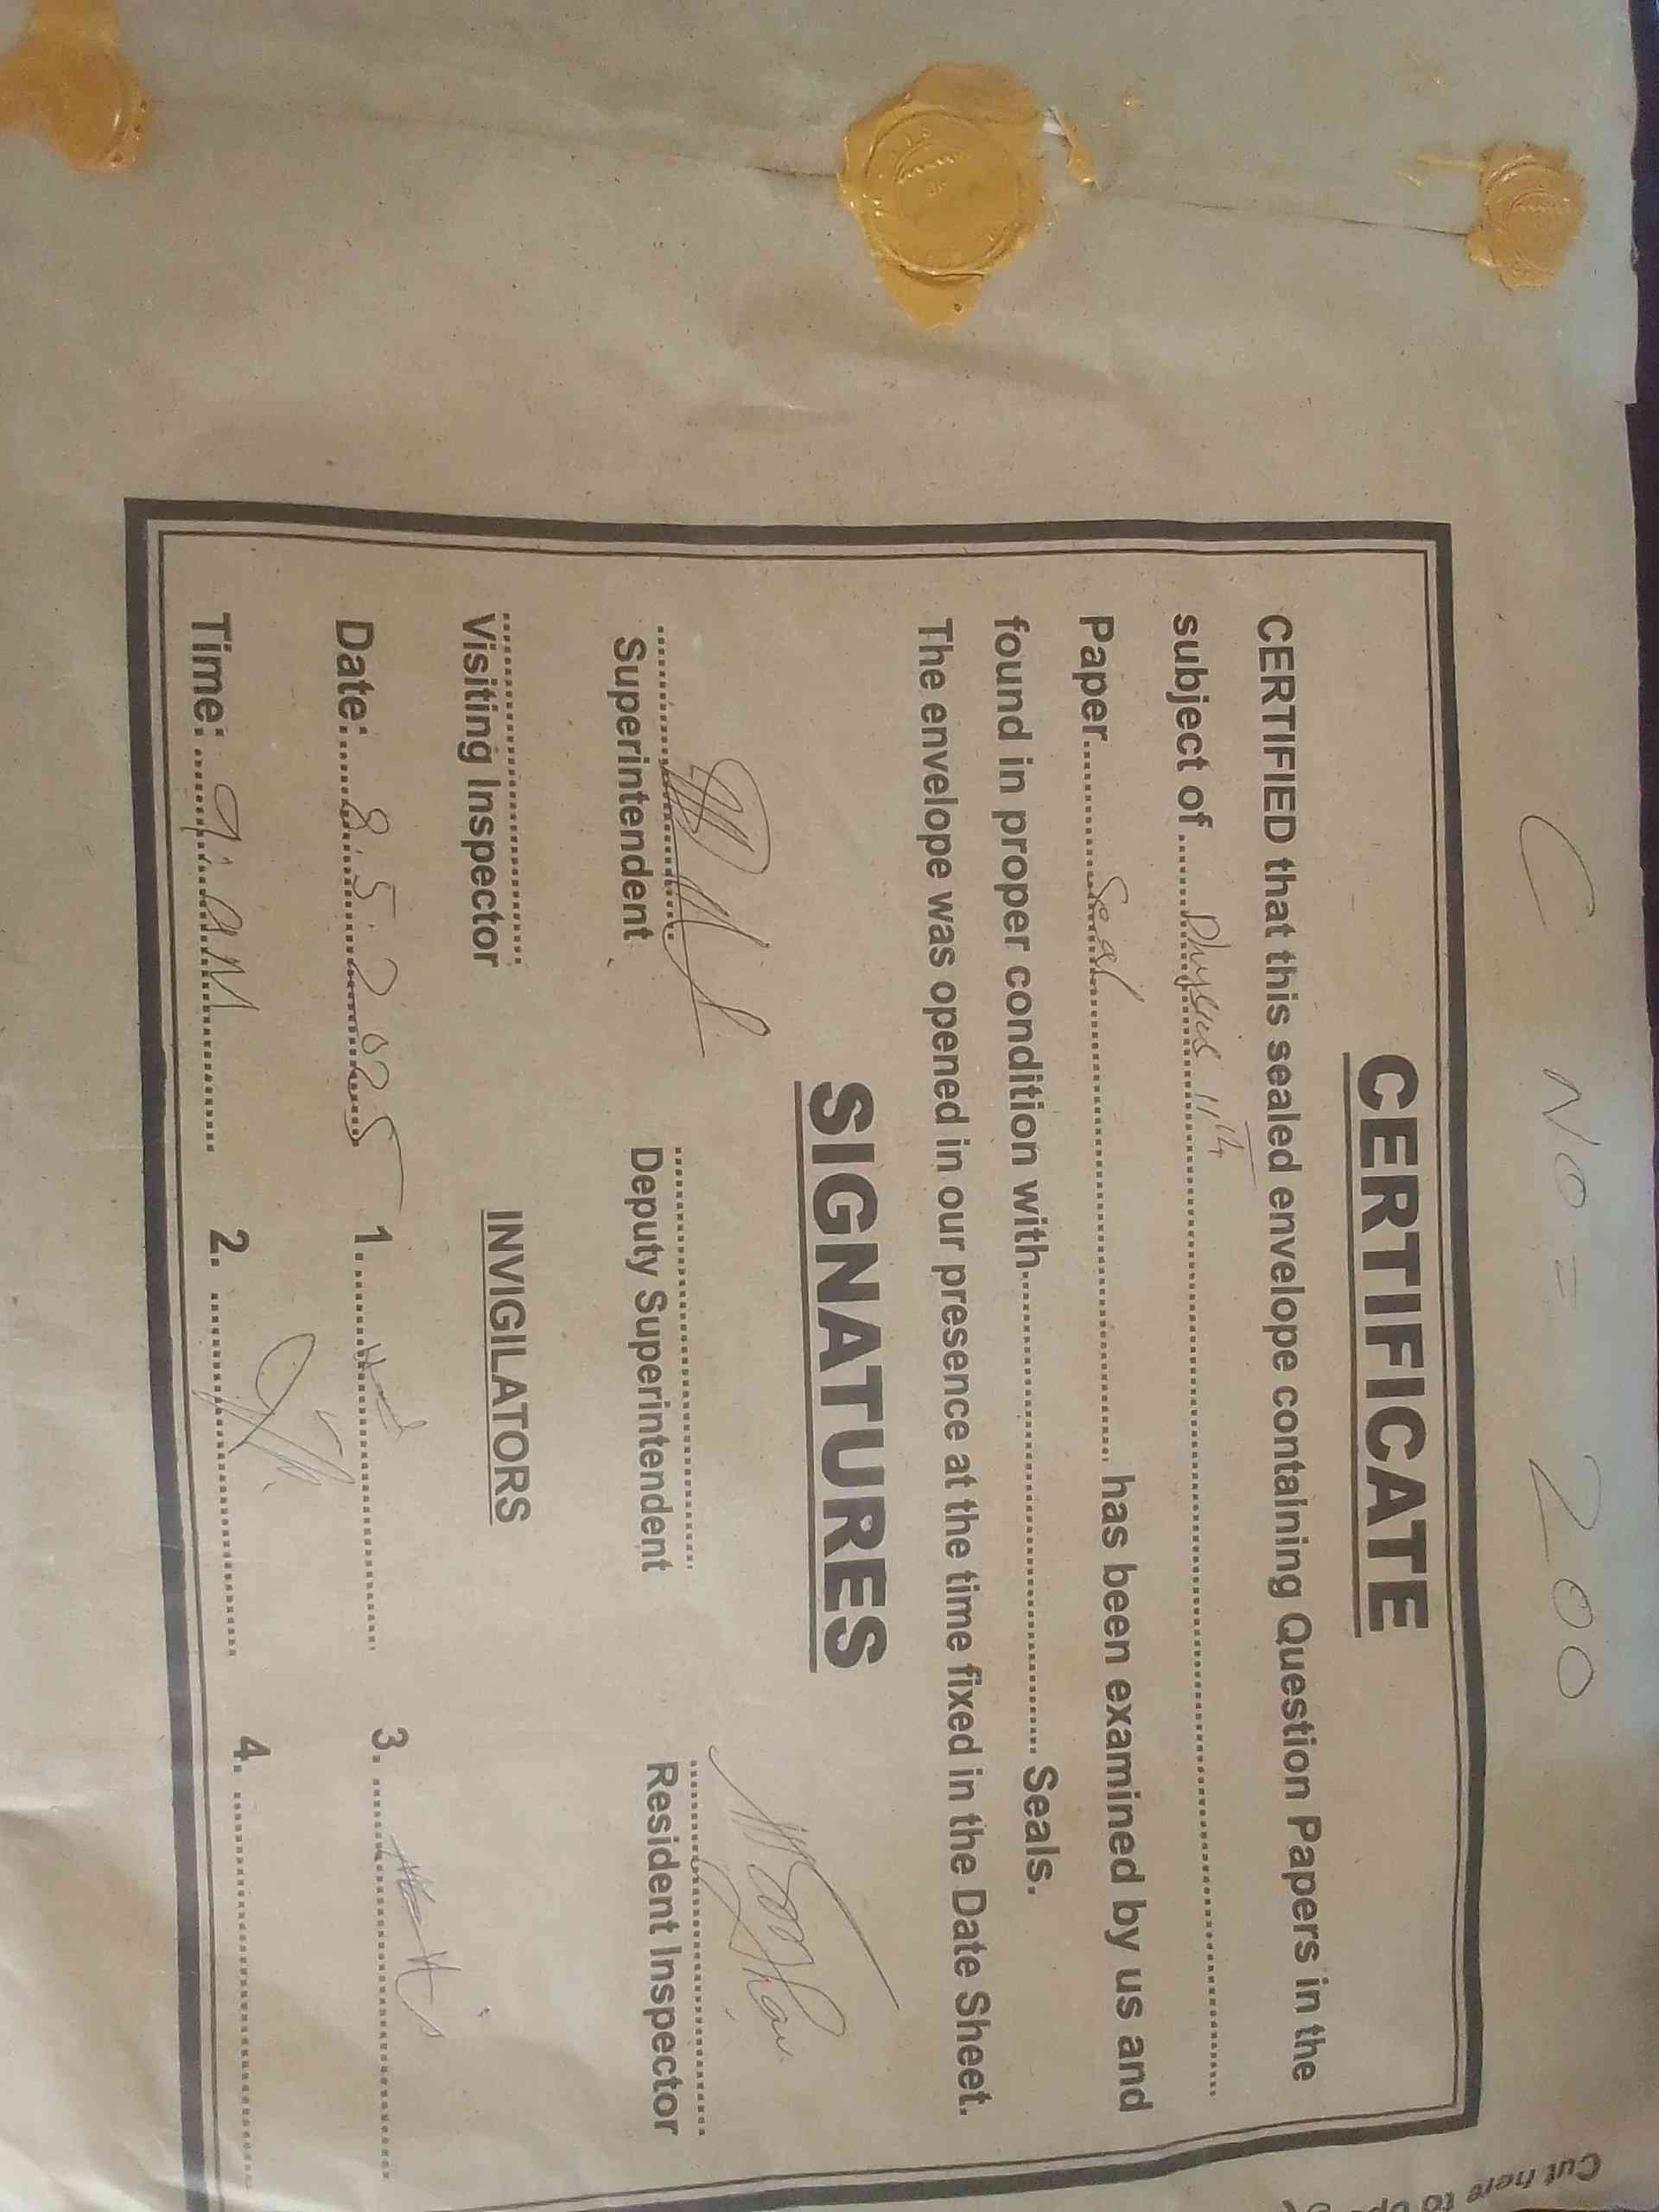 C NO = 200
CERTIFICATE
CERTIFIED that this sealed envelope containing Question Papers in the
subject of ...... Physics 11th ......
Paper ...... Seal ...... has been examined by us and
found in proper condition with ...... Seals.
The envelope was opened in our presence at the time fixed in the Date Sheet.
SIGNATURES
Superintendent Deputy Superintendent Resident Inspector
Visiting Inspector INVIGILATORS
Date: 8.5.2025 1. ...... 3. ......
Time: 9: AM 2. ...... 4. ......
Cut here to